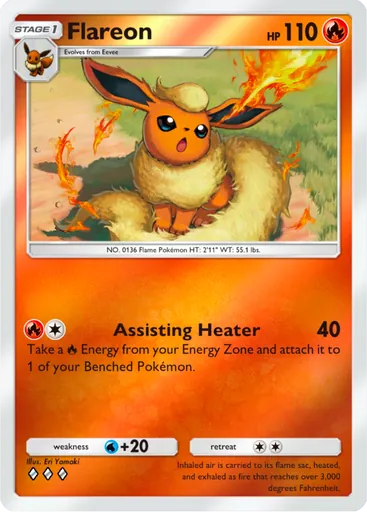 STAGE 1 Flareon HP 110
Evolves from Eevee
NO. 0136 Flame Pokémon HT: 2'11" WT: 55.1 lbs.
Assisting Heater 40
Take a Energy from your Energy Zone and attach it to
1 of your Benched Pokémon.
weakness +20 retreat
Illus. Eri Yamaki
Inhaled air is carried to its flame sac, heated,
and exhaled as fire that reaches over 3,000
degrees Fahrenheit.